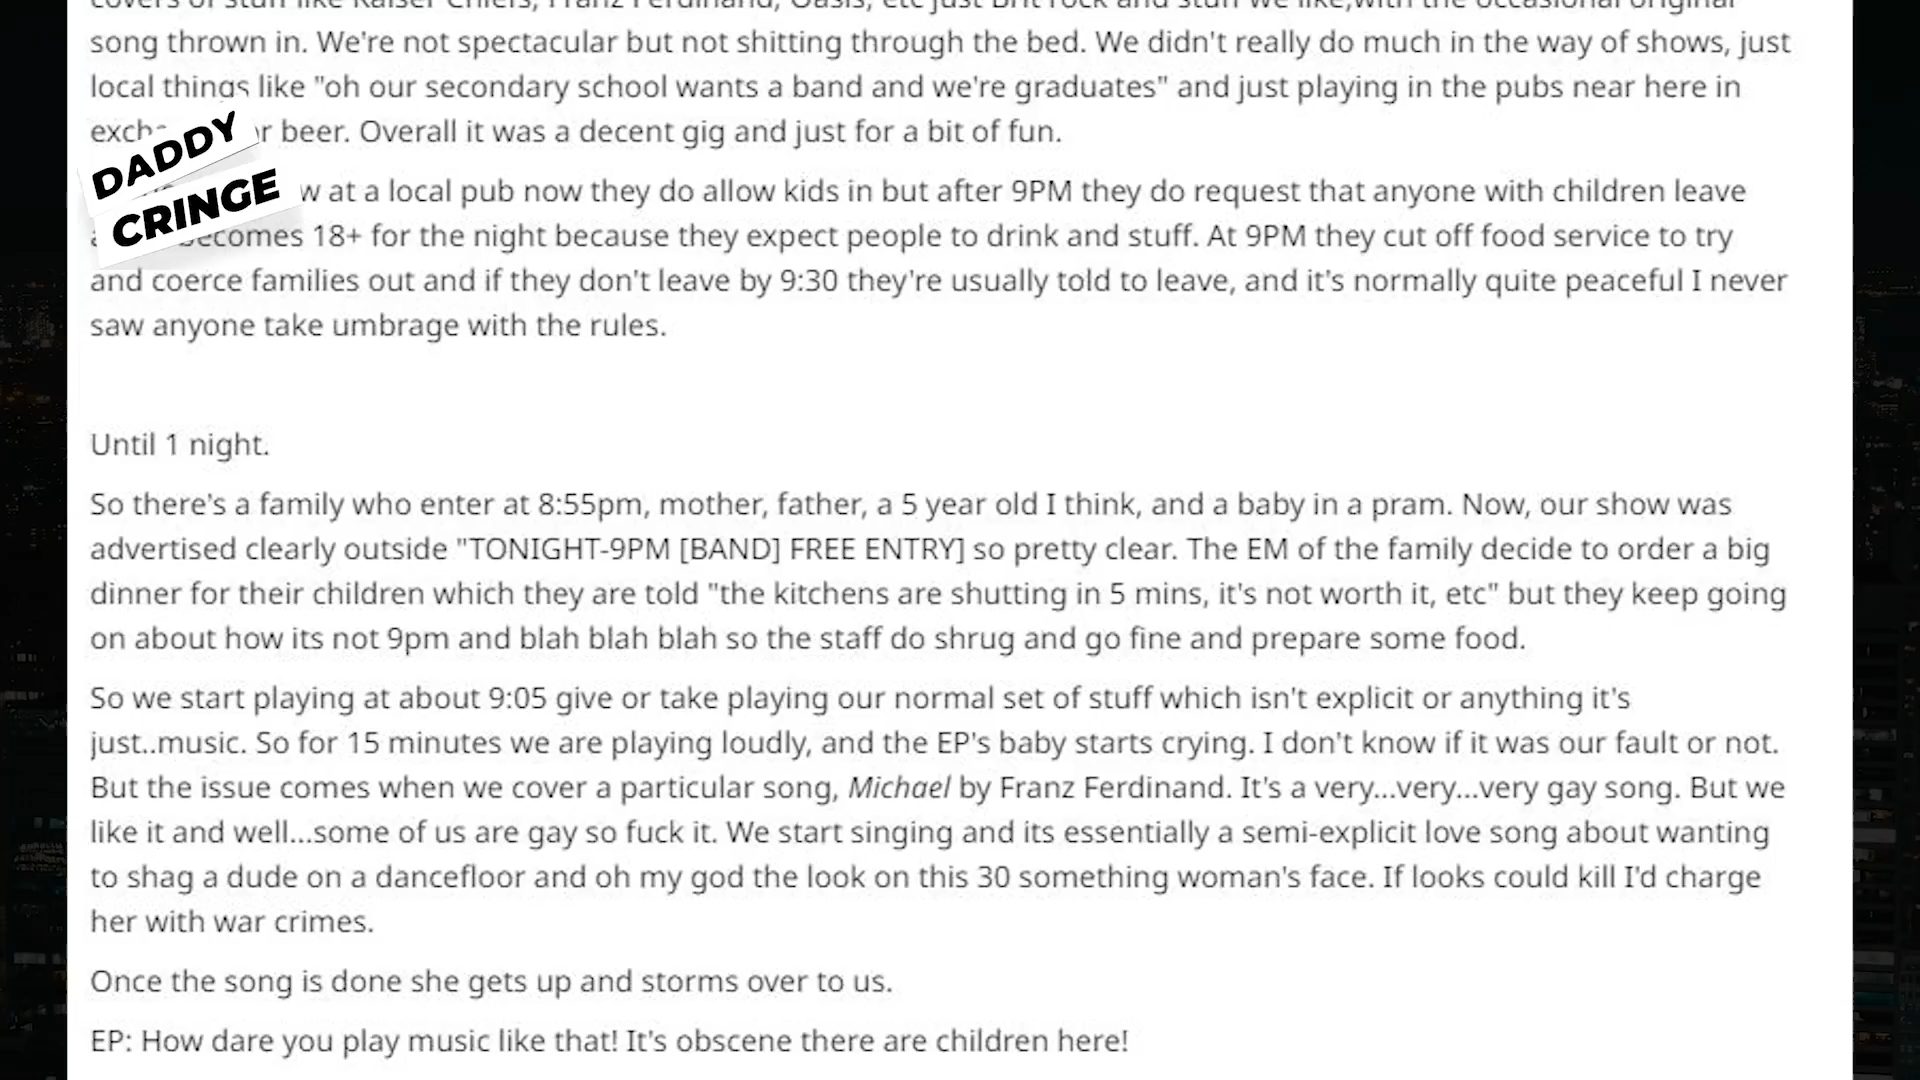 song thrown in. We're not spectacular but not shitting through the bed. We didn't really do much in the way of shows, just
local things like "oh our secondary school wants a band and we're graduates" and just playing in the pubs near here in
beer. Overall it was a decent gig and just for a bit of fun.
DADDY
CRINGE
at a local pub now they do allow kids in but after 9PM they do request that anyone with children leave
becomes 18+ for the night because they expect people to drink and stuff. At 9PM they cut off food service to try
and coerce families out and if they don't leave by 9:30 they're usually told to leave, and it's normally quite peaceful I never
saw anyone take umbrage with the rules.
Until 1 night.
So there's a family who enter at 8:55pm, mother, father, a 5 year old I think, and a baby in a pram. Now, our show was
advertised clearly outside "TONIGHT-9PM [BAND] FREE ENTRY] so pretty clear. The EM of the family decide to order a big
dinner for their children which they are told "the kitchens are shutting in 5 mins, it's not worth it, etc" but they keep going
on about how its not 9pm and blah blah blah so the staff do shrug and go fine and prepare some food.
So we start playing at about 9:05 give or take playing our normal set of stuff which isn't explicit or anything it's
just..music. So for 15 minutes we are playing loudly, and the EP's baby starts crying. I don't know if it was our fault or not.
But the issue comes when we cover a particular song, Michael by Franz Ferdinand. It's a very...very...very gay song. But we
like it and well...some of us are gay so fuck it. We start singing and its essentially a semi-explicit love song about wanting
to shag a dude on a dancefloor and oh my god the look on this 30 something woman's face. If looks could kill I'd charge
her with war crimes.
Once the song is done she gets up and storms over to us.
EP: How dare you play music like that! It's obscene there are children here!